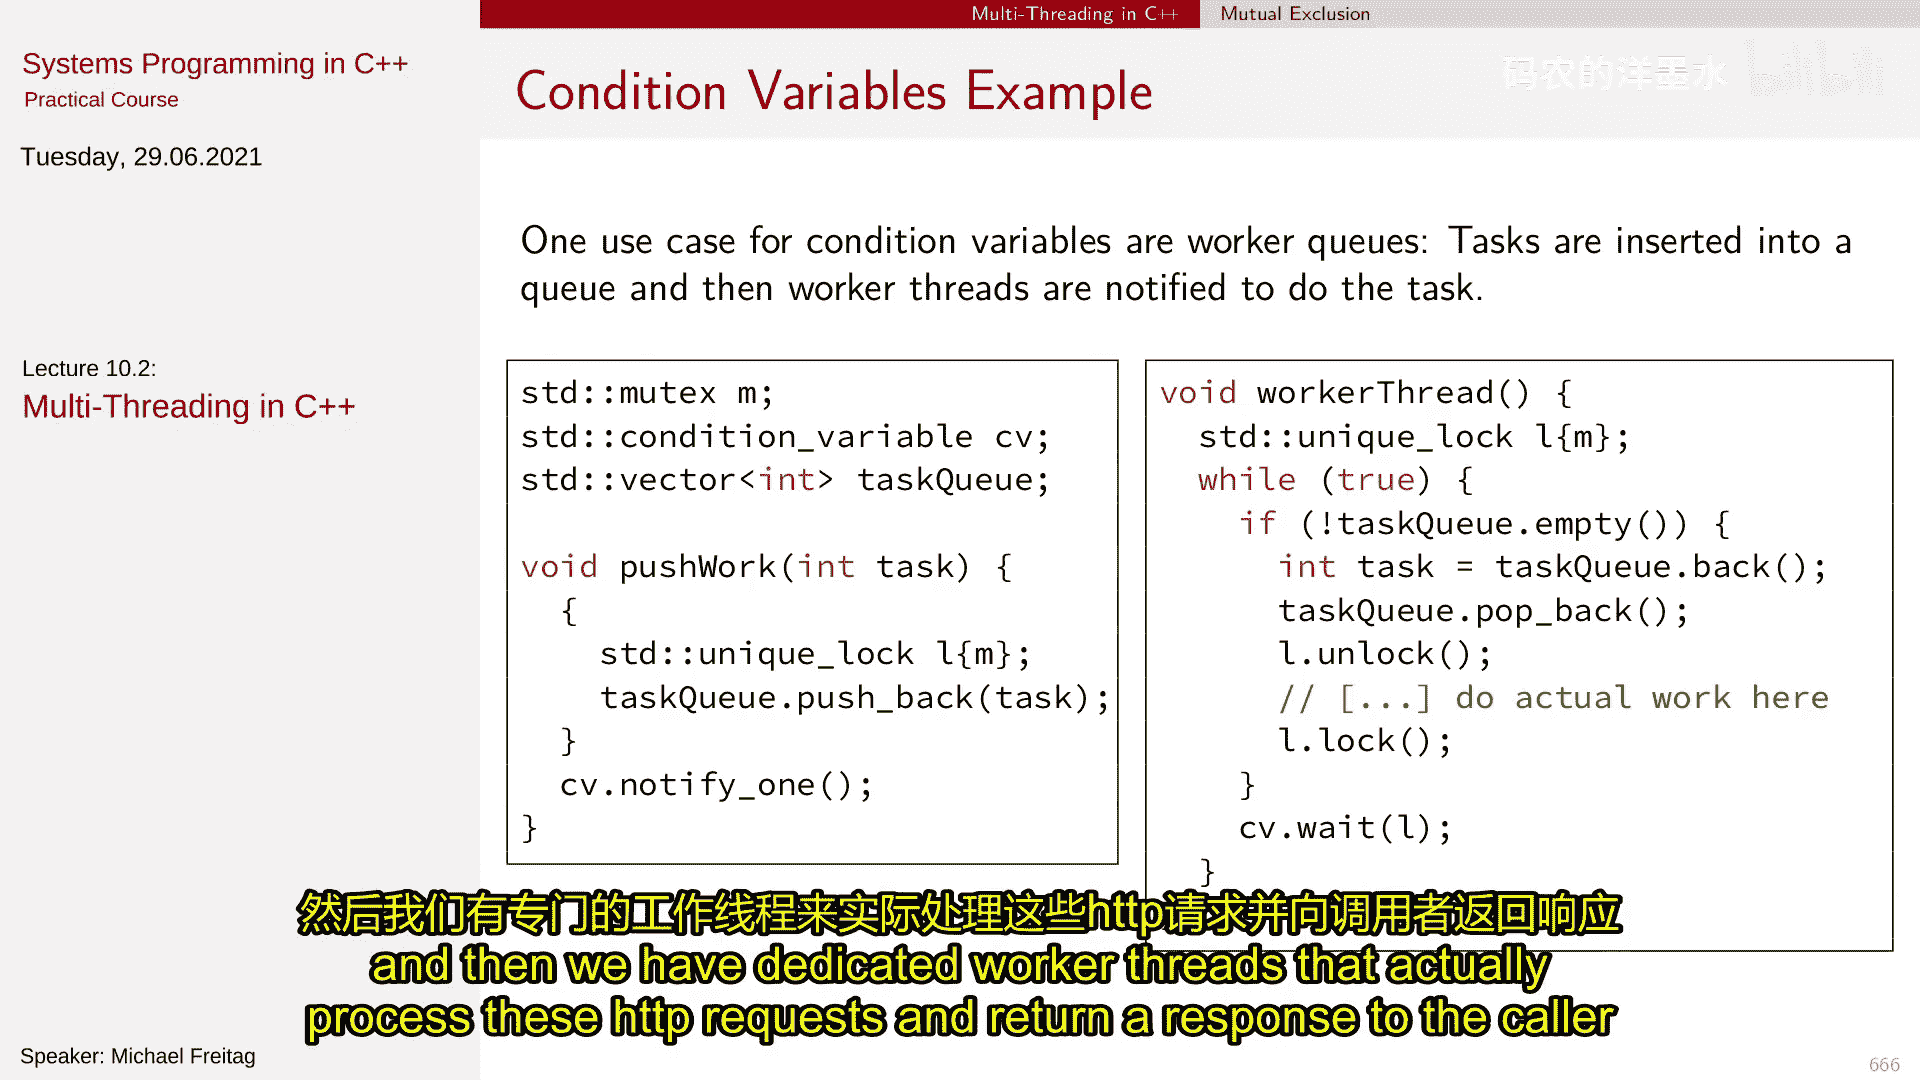 Multi-Threading in C++
Mutual Exclusion
Systems Programming in C++
Practical Course
Tuesday, 29.06.2021
Lecture 10.2:
Multi-Threading in C++
Condition Variables Example
码农的洋墨水 bilibili
One use case for condition variables are worker queues: Tasks are inserted into a
queue and then worker threads are notified to do the task.
std::mutex m;
std::condition_variable cv;
std::vector<int> taskQueue;
void pushWork(int task) {
{
std::unique_lock l{m};
taskQueue.push_back(task);
}
cv.notify_one();
}
void workerThread() {
std::unique_lock l{m};
while (true) {
if (!taskQueue.empty()) {
int task = taskQueue.back();
taskQueue.pop_back();
l.unlock();
// [...] do actual work here
l.lock();
}
cv.wait(l);
}
然后我们有专门的工作线程来实际处理这些http请求并向调用者返回响应
and then we have dedicated worker threads that actually
process these http requests and return a response to the caller
Speaker: Michael Freitag
666